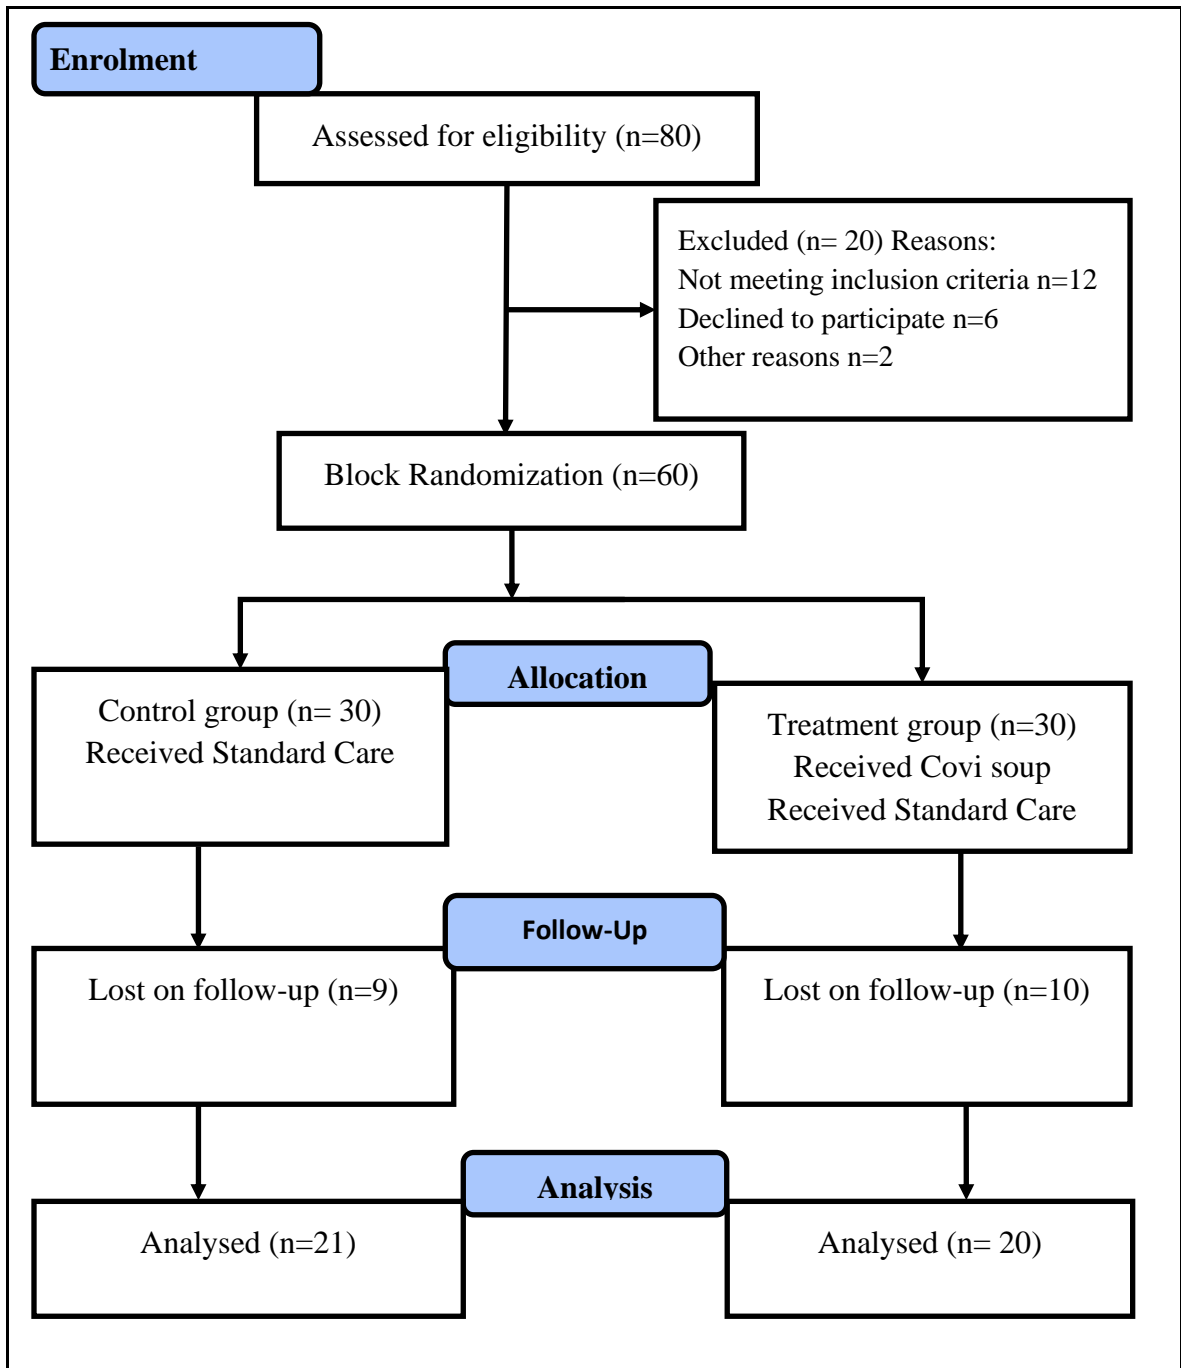 Enrolment
Assessed for eligibility (n=80)
Excluded (n= 20) Reasons:
Not meeting inclusion criteria n=12
Declined to participate n=6
Other reasons n=2
Block Randomization (n=60)
Allocation
Control group (n= 30)
Received Standard Care
Treatment group (n=30)
Received Covi soup
Received Standard Care
Follow-Up
Lost on follow-up (n=9)
Lost on follow-up (n=10)
Analysis
Analysed (n=21)
Analysed (n= 20)